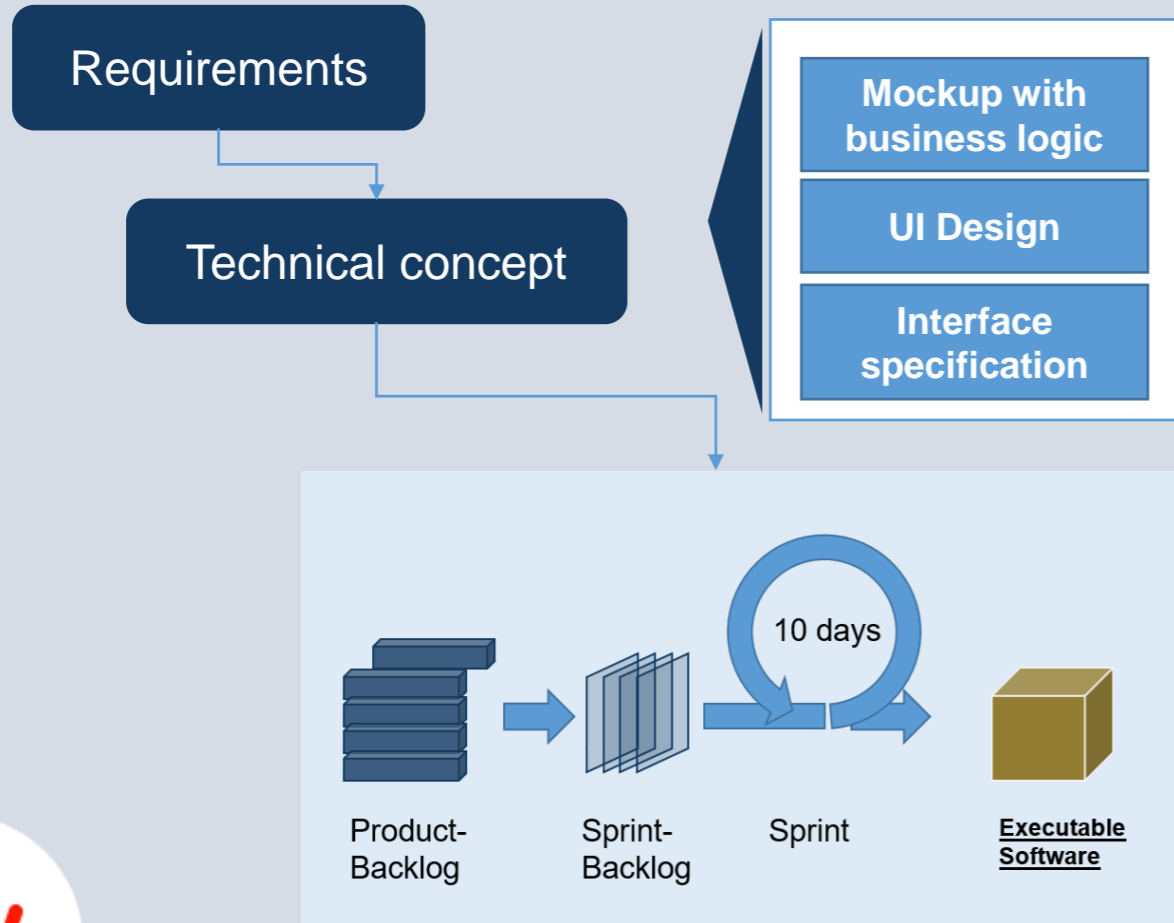 Requirements
Technical concept
Mockup with
business logic
UI Design
Interface
specification
10 days
Product-
Backlog
Sprint-
Backlog
Sprint
Executable
Software